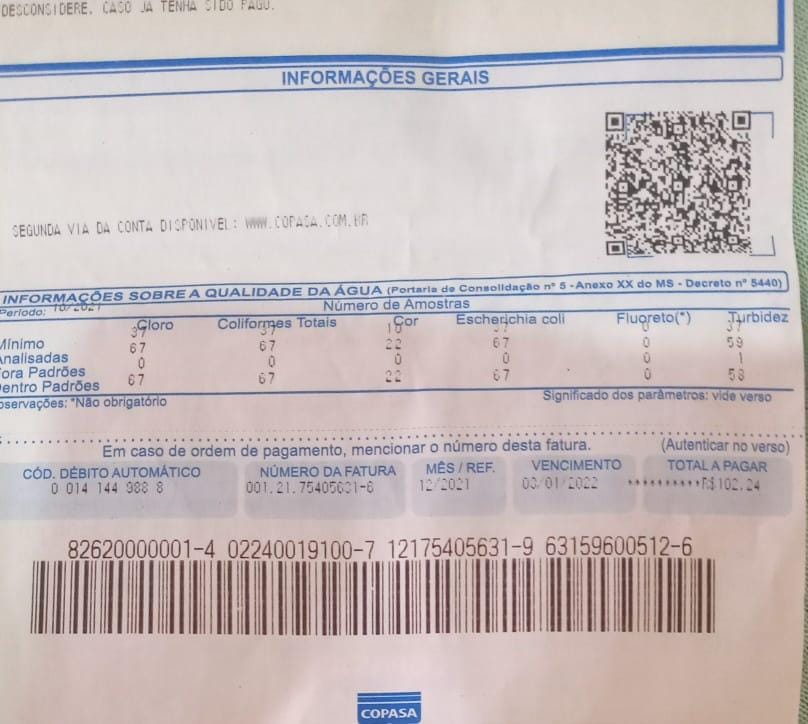 DESCONSIDERE, CASO JA TENHA SIDO PAGO.
INFORMAÇÕES GERAIS
SEGUNDA VIA DA CONTA DISPONIVEL: WWW.COPASA.COM.BR
INFORMAÇÕES SOBRE A QUALIDADE DA ÁGUA (Portaria de Consolidação nº 5 - Anexo XX do MS - Decreto nº 5440)
Período: 10/2021 Número de Amostras
Cloro Coliformes Totais Cor Escherichia coli Fluoreto(*) Turbidez
Mínimo 37 37 10 37 0 37
Analisadas 67 67 22 67 0 59
Fora Padrões 0 0 0 0 0 1
Dentro Padrões 67 67 22 67 0 58
Observações: *Não obrigatório Significado dos parâmetros: vide verso
Em caso de ordem de pagamento, mencionar o número desta fatura. (Autenticar no verso)
CÓD. DÉBITO AUTOMÁTICO NÚMERO DA FATURA MÊS / REF. VENCIMENTO TOTAL A PAGAR
0 014 144 988 8 001.21.75405631-6 12/2021 03/01/2022 **********R$102.24
82620000001-4 02240019100-7 12175405631-9 63159600512-6
COPASA